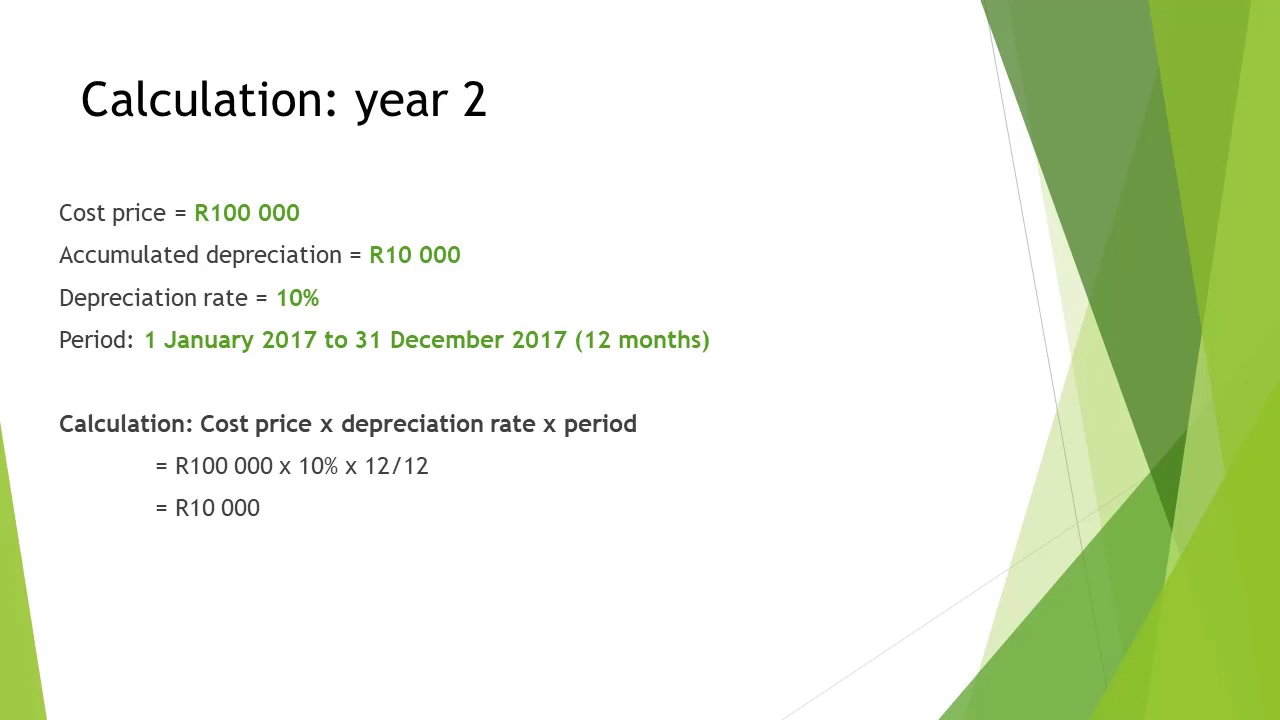 Calculation: year 2
Cost price = R100 000
Accumulated depreciation = R10 000
Depreciation rate = 10%
Period: 1 January 2017 to 31 December 2017 (12 months)
Calculation: Cost price x depreciation rate x period
= R100 000 x 10% x 12/12
= R10 000